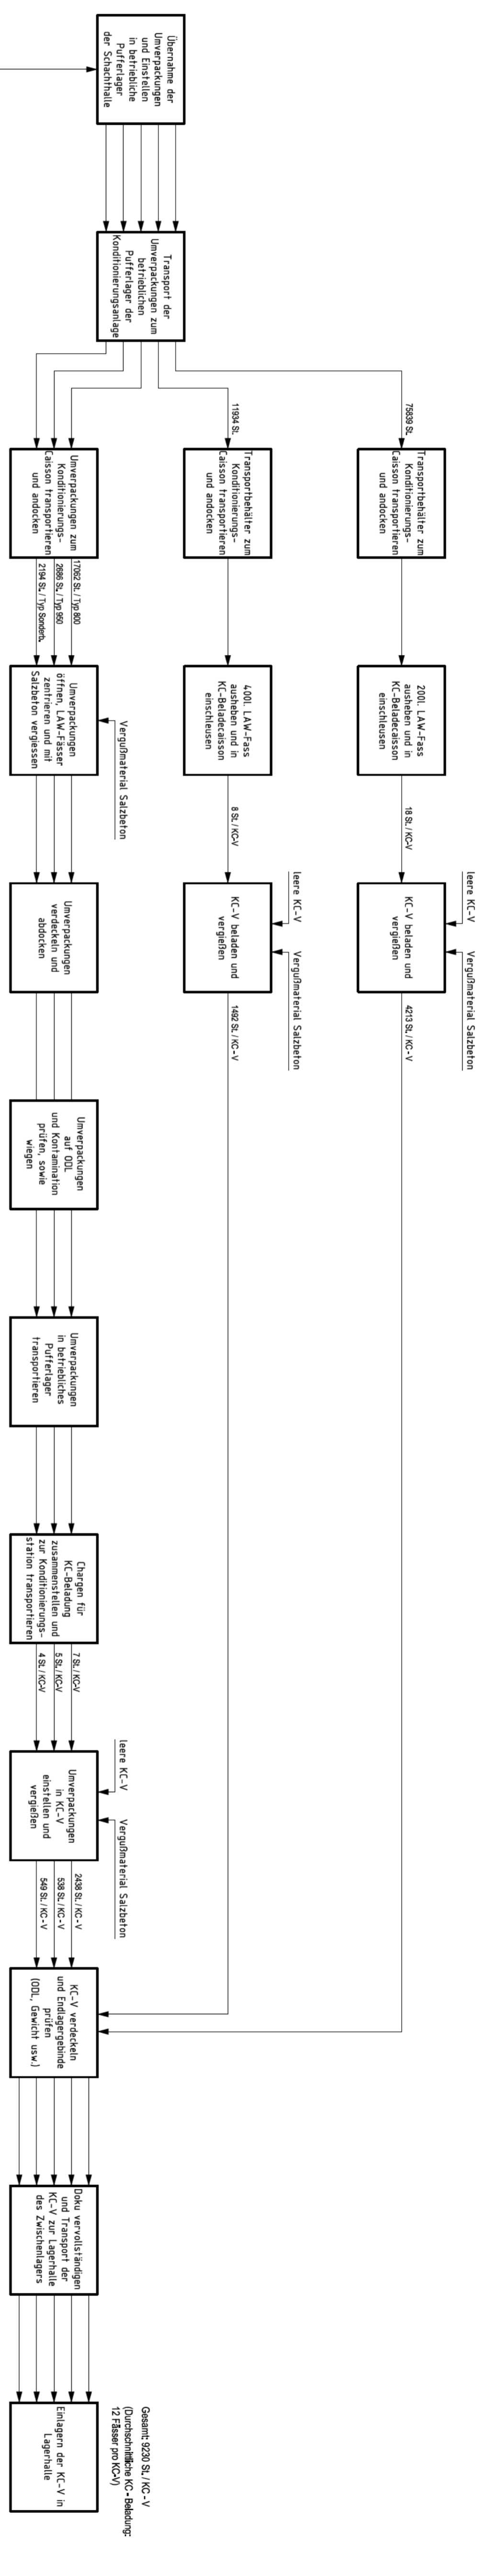 Übernahme der
Umverpackungen
und Einstellen
in betriebliche
Pufferlager
der Schachthalle
Transport der
Umverpackungen zum
betrieblichen
Pufferlager der
Konditionierungsanlage
75839 St.
Transportbehälter zum
Konditionierungs-
Caisson transportieren
und andocken
200l. LAW-Fass
ausheben und in
KC-Beladecaisson
einschleusen
18 St. / KC-V
leere KC-V
Vergußmaterial Salzbeton
KC-V beladen und
vergießen
4213 St. / KC - V
11934 St.
Transportbehälter zum
Konditionierungs-
Caisson transportieren
und andocken
400l. LAW-Fass
ausheben und in
KC-Beladecaisson
einschleusen
8 St. / KC-V
leere KC-V
Vergußmaterial Salzbeton
KC-V beladen und
vergießen
1492 St. / KC - V
Umverpackungen zum
Konditionierungs-
Caisson transportieren
und andocken
17062 St. / Typ 800
2686 St. / Typ 950
2194 St. / Typ Sonderb.
Vergußmaterial Salzbeton
Umverpackungen
öffnen, LAW-Fässer
zentrieren und mit
Salzbeton vergiessen
Umverpackungen
verdeckeln und
abdocken
Umverpackungen
auf ODL
und Kontamination
prüfen, sowie
wiegen
Umverpackungen
in betriebliches
Pufferlager
transportieren
Chargen für
KC-Beladung
zusammenstellen und
zur Konditionierungs-
station transportieren
7 St. / KC-V
5 St. / KC-V
4 St. / KC-V
leere KC-V
Vergußmaterial Salzbeton
Umverpackungen
in KC-V
einstellen und
vergießen
2438 St. / KC - V
538 St. / KC - V
549 St. / KC - V
KC-V verdeckeln
und Endlagergebinde
prüfen
(ODL, Gewicht usw.)
Doku vervollständigen
und Transport der
KC-V zur Lagerhalle
des Zwischenlagers
Einlagern der KC-V in
Lagerhalle
Gesamt: 9230 St. / KC - V
(Durchschnittliche KC - Beladung:
12 Fässer pro KC-V)